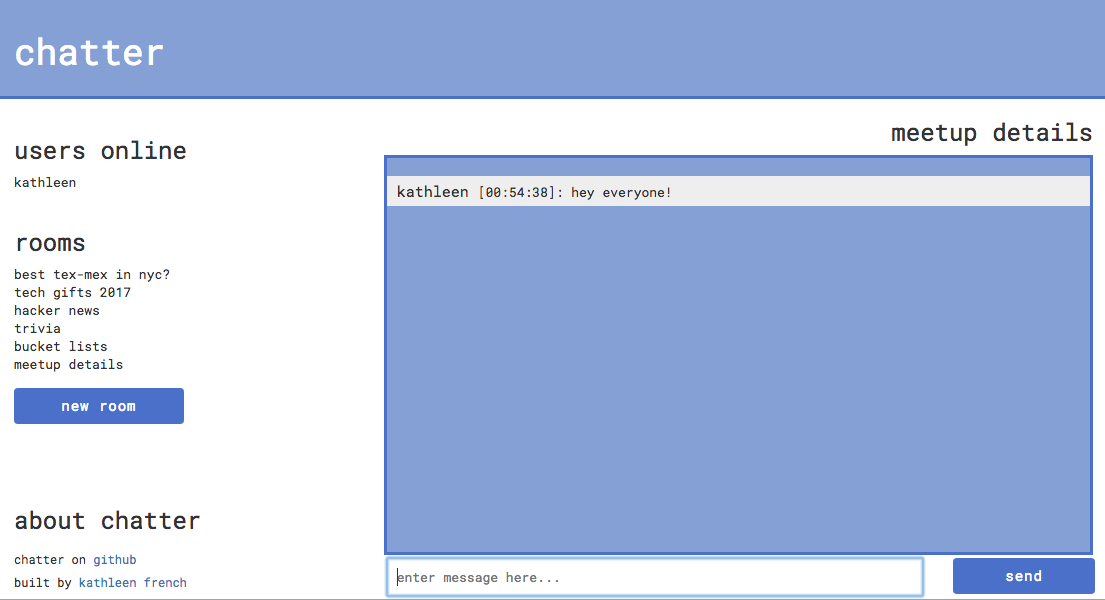 chatter
users online
kathleen
rooms
best tex-mex in nyc?
tech gifts 2017
hacker news
trivia
bucket lists
meetup details
new room
about chatter
chatter on github
built by kathleen french
meetup details
kathleen [00:54:38]: hey everyone!
enter message here...
send